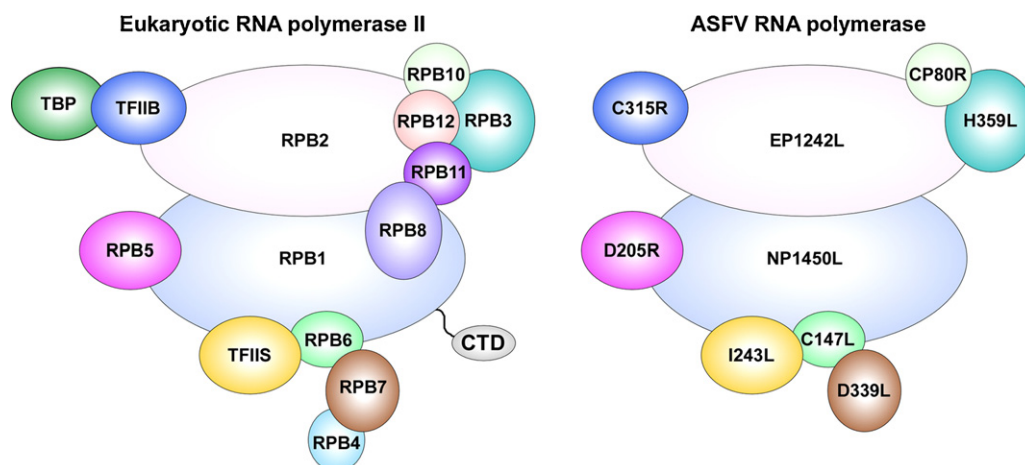 Eukaryotic RNA polymerase II
TBP
TFIIB
RPB2
RPB10
RPB12
RPB3
RPB11
RPB8
RPB5
RPB1
TFIIS
RPB6
CTD
RPB7
RPB4
ASFV RNA polymerase
C315R
EP1242L
CP80R
H359L
D205R
NP1450L
I243L
C147L
D339L